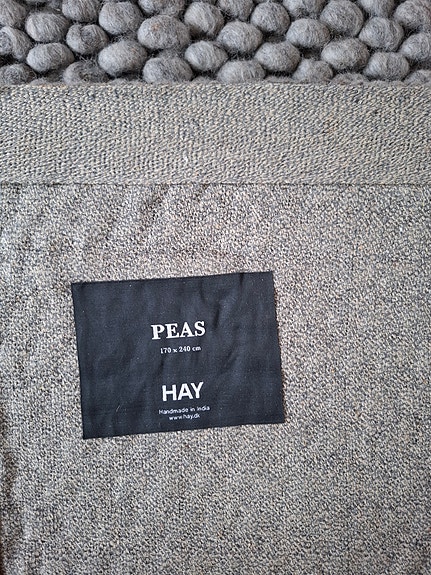 PEAS
170 x 240 cm
HAY
Handmade in India
www.hay.dk